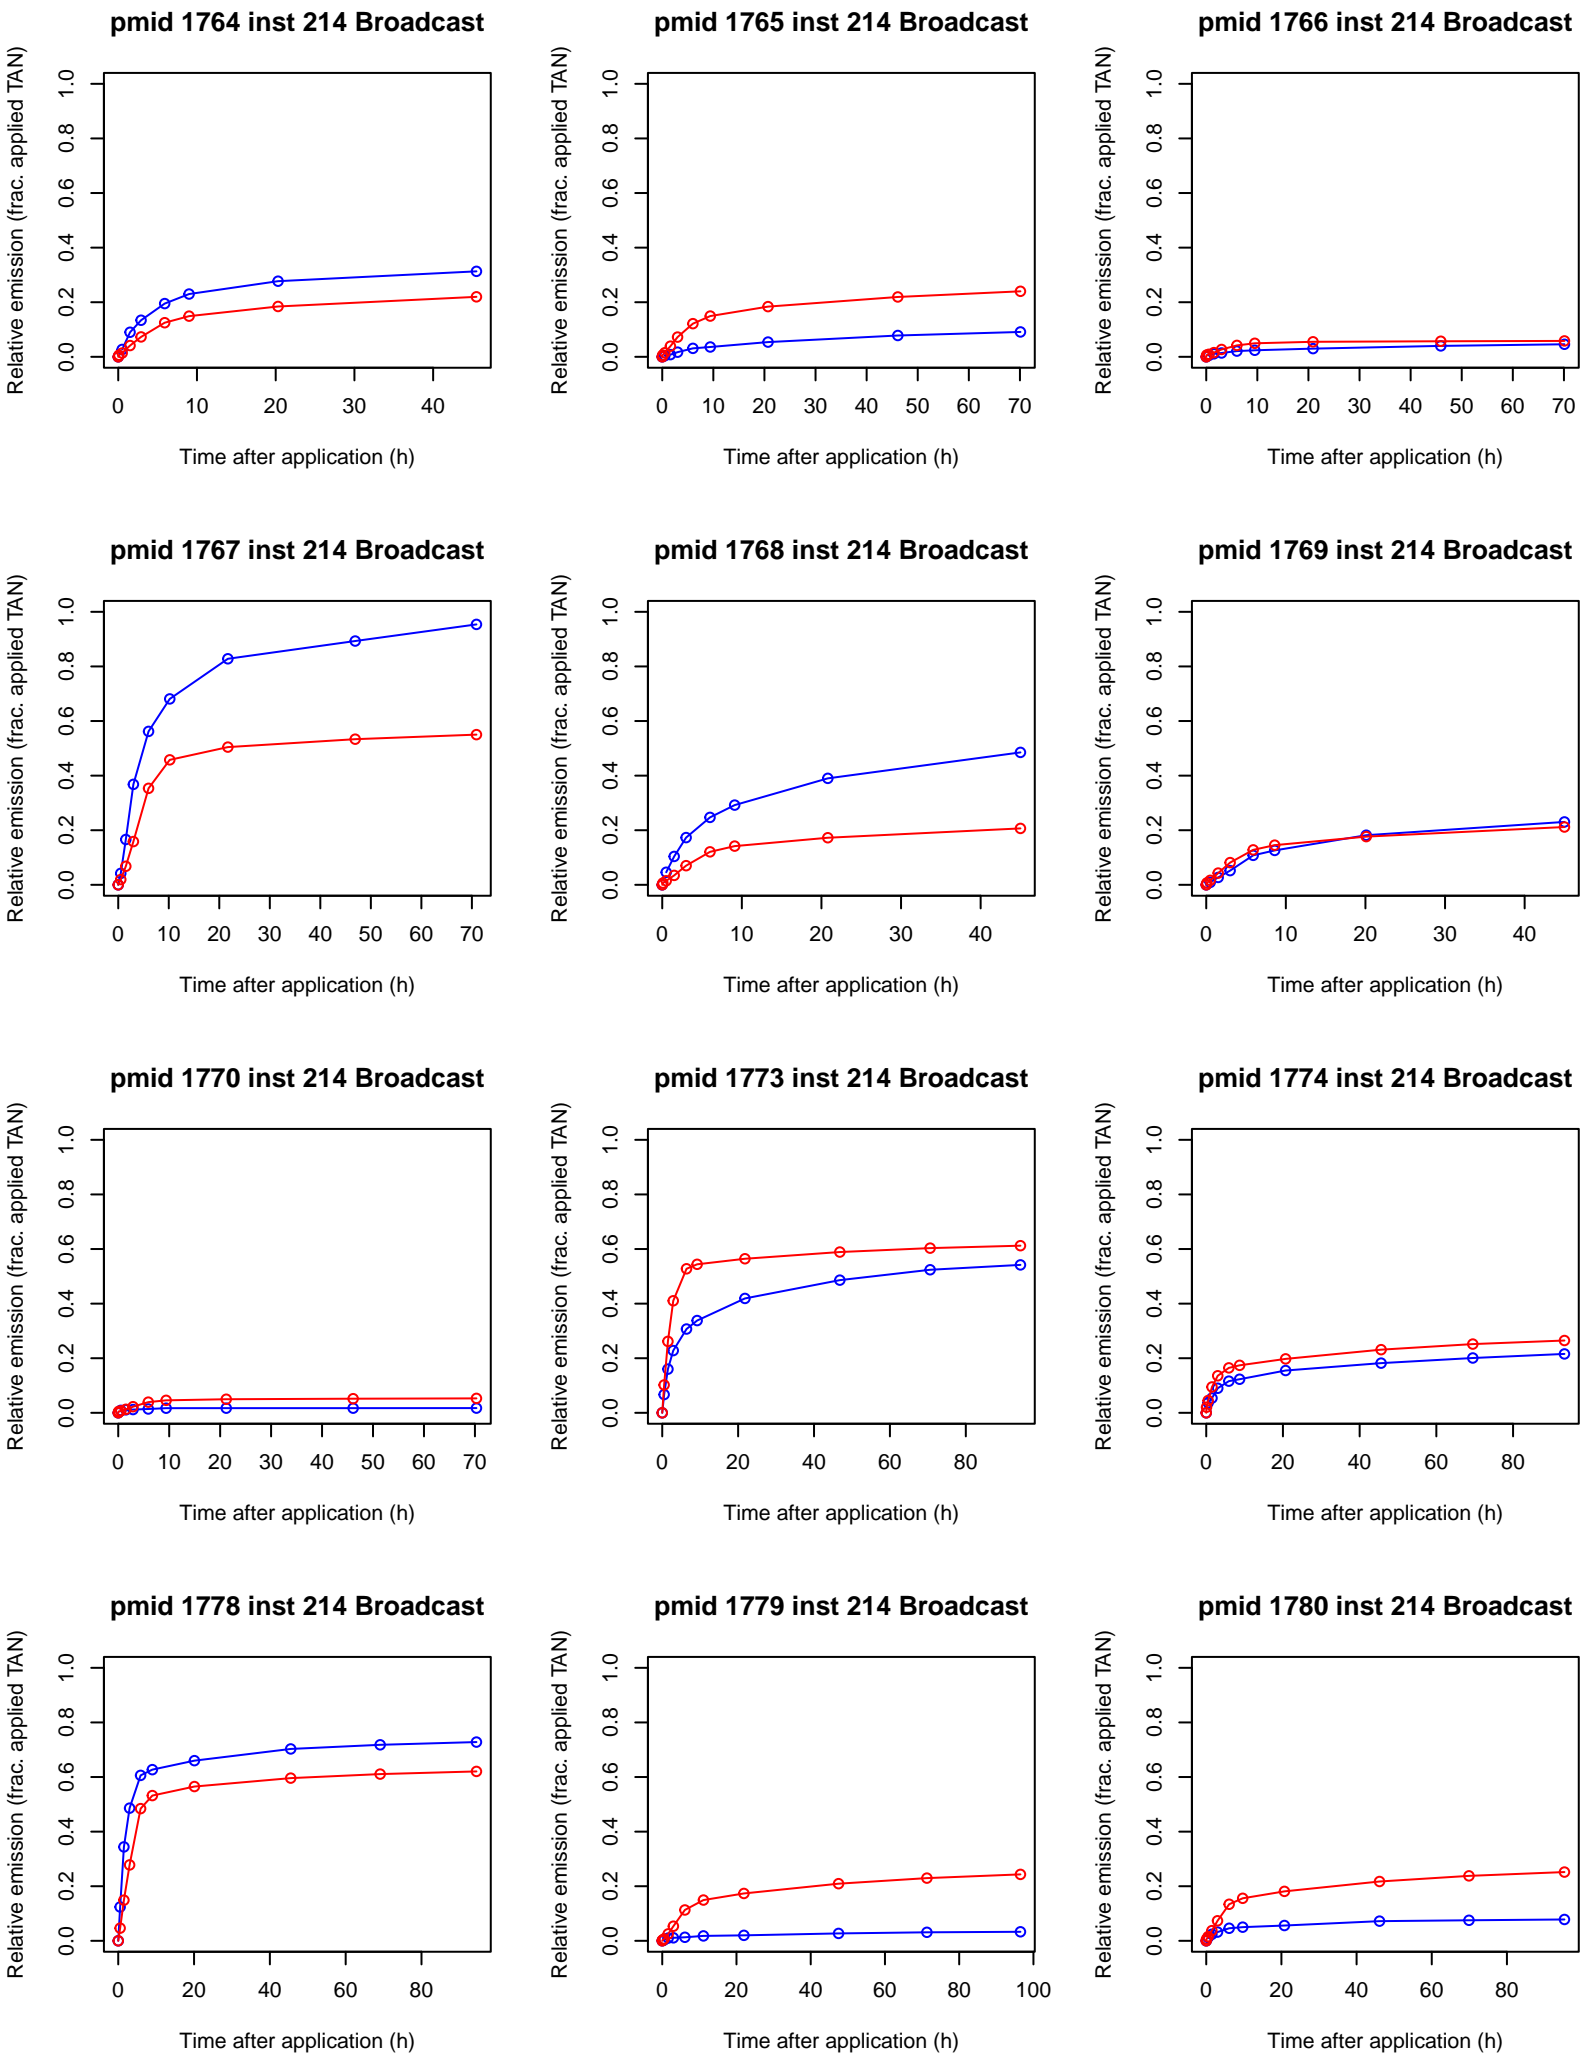 pmid 1764 inst 214 Broadcast
Relative emission (frac. applied TAN)
0.0 0.2 0.4 0.6 0.8 1.0
0 10 20 30 40
Time after application (h)
pmid 1765 inst 214 Broadcast
Relative emission (frac. applied TAN)
0.0 0.2 0.4 0.6 0.8 1.0
0 10 20 30 40 50 60 70
Time after application (h)
pmid 1766 inst 214 Broadcast
Relative emission (frac. applied TAN)
0.0 0.2 0.4 0.6 0.8 1.0
0 10 20 30 40 50 60 70
Time after application (h)
pmid 1767 inst 214 Broadcast
Relative emission (frac. applied TAN)
0.0 0.2 0.4 0.6 0.8 1.0
0 10 20 30 40 50 60 70
Time after application (h)
pmid 1768 inst 214 Broadcast
Relative emission (frac. applied TAN)
0.0 0.2 0.4 0.6 0.8 1.0
0 10 20 30 40
Time after application (h)
pmid 1769 inst 214 Broadcast
Relative emission (frac. applied TAN)
0.0 0.2 0.4 0.6 0.8 1.0
0 10 20 30 40
Time after application (h)
pmid 1770 inst 214 Broadcast
Relative emission (frac. applied TAN)
0.0 0.2 0.4 0.6 0.8 1.0
0 10 20 30 40 50 60 70
Time after application (h)
pmid 1773 inst 214 Broadcast
Relative emission (frac. applied TAN)
0.0 0.2 0.4 0.6 0.8 1.0
0 20 40 60 80
Time after application (h)
pmid 1774 inst 214 Broadcast
Relative emission (frac. applied TAN)
0.0 0.2 0.4 0.6 0.8 1.0
0 20 40 60 80
Time after application (h)
pmid 1778 inst 214 Broadcast
Relative emission (frac. applied TAN)
0.0 0.2 0.4 0.6 0.8 1.0
0 20 40 60 80
Time after application (h)
pmid 1779 inst 214 Broadcast
Relative emission (frac. applied TAN)
0.0 0.2 0.4 0.6 0.8 1.0
0 20 40 60 80 100
Time after application (h)
pmid 1780 inst 214 Broadcast
Relative emission (frac. applied TAN)
0.0 0.2 0.4 0.6 0.8 1.0
0 20 40 60 80
Time after application (h)